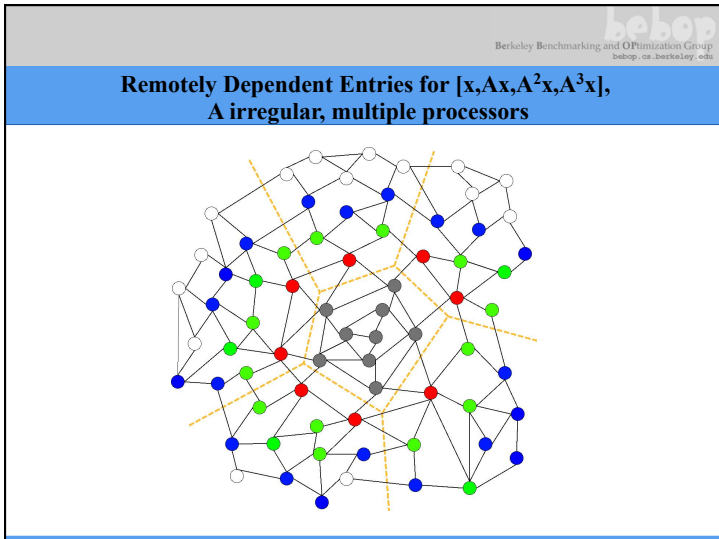 bebop
Berkeley Benchmarking and OPtimization Group
bebop.cs.berkeley.edu
Remotely Dependent Entries for [x,Ax,A²x,A³x],
A irregular, multiple processors